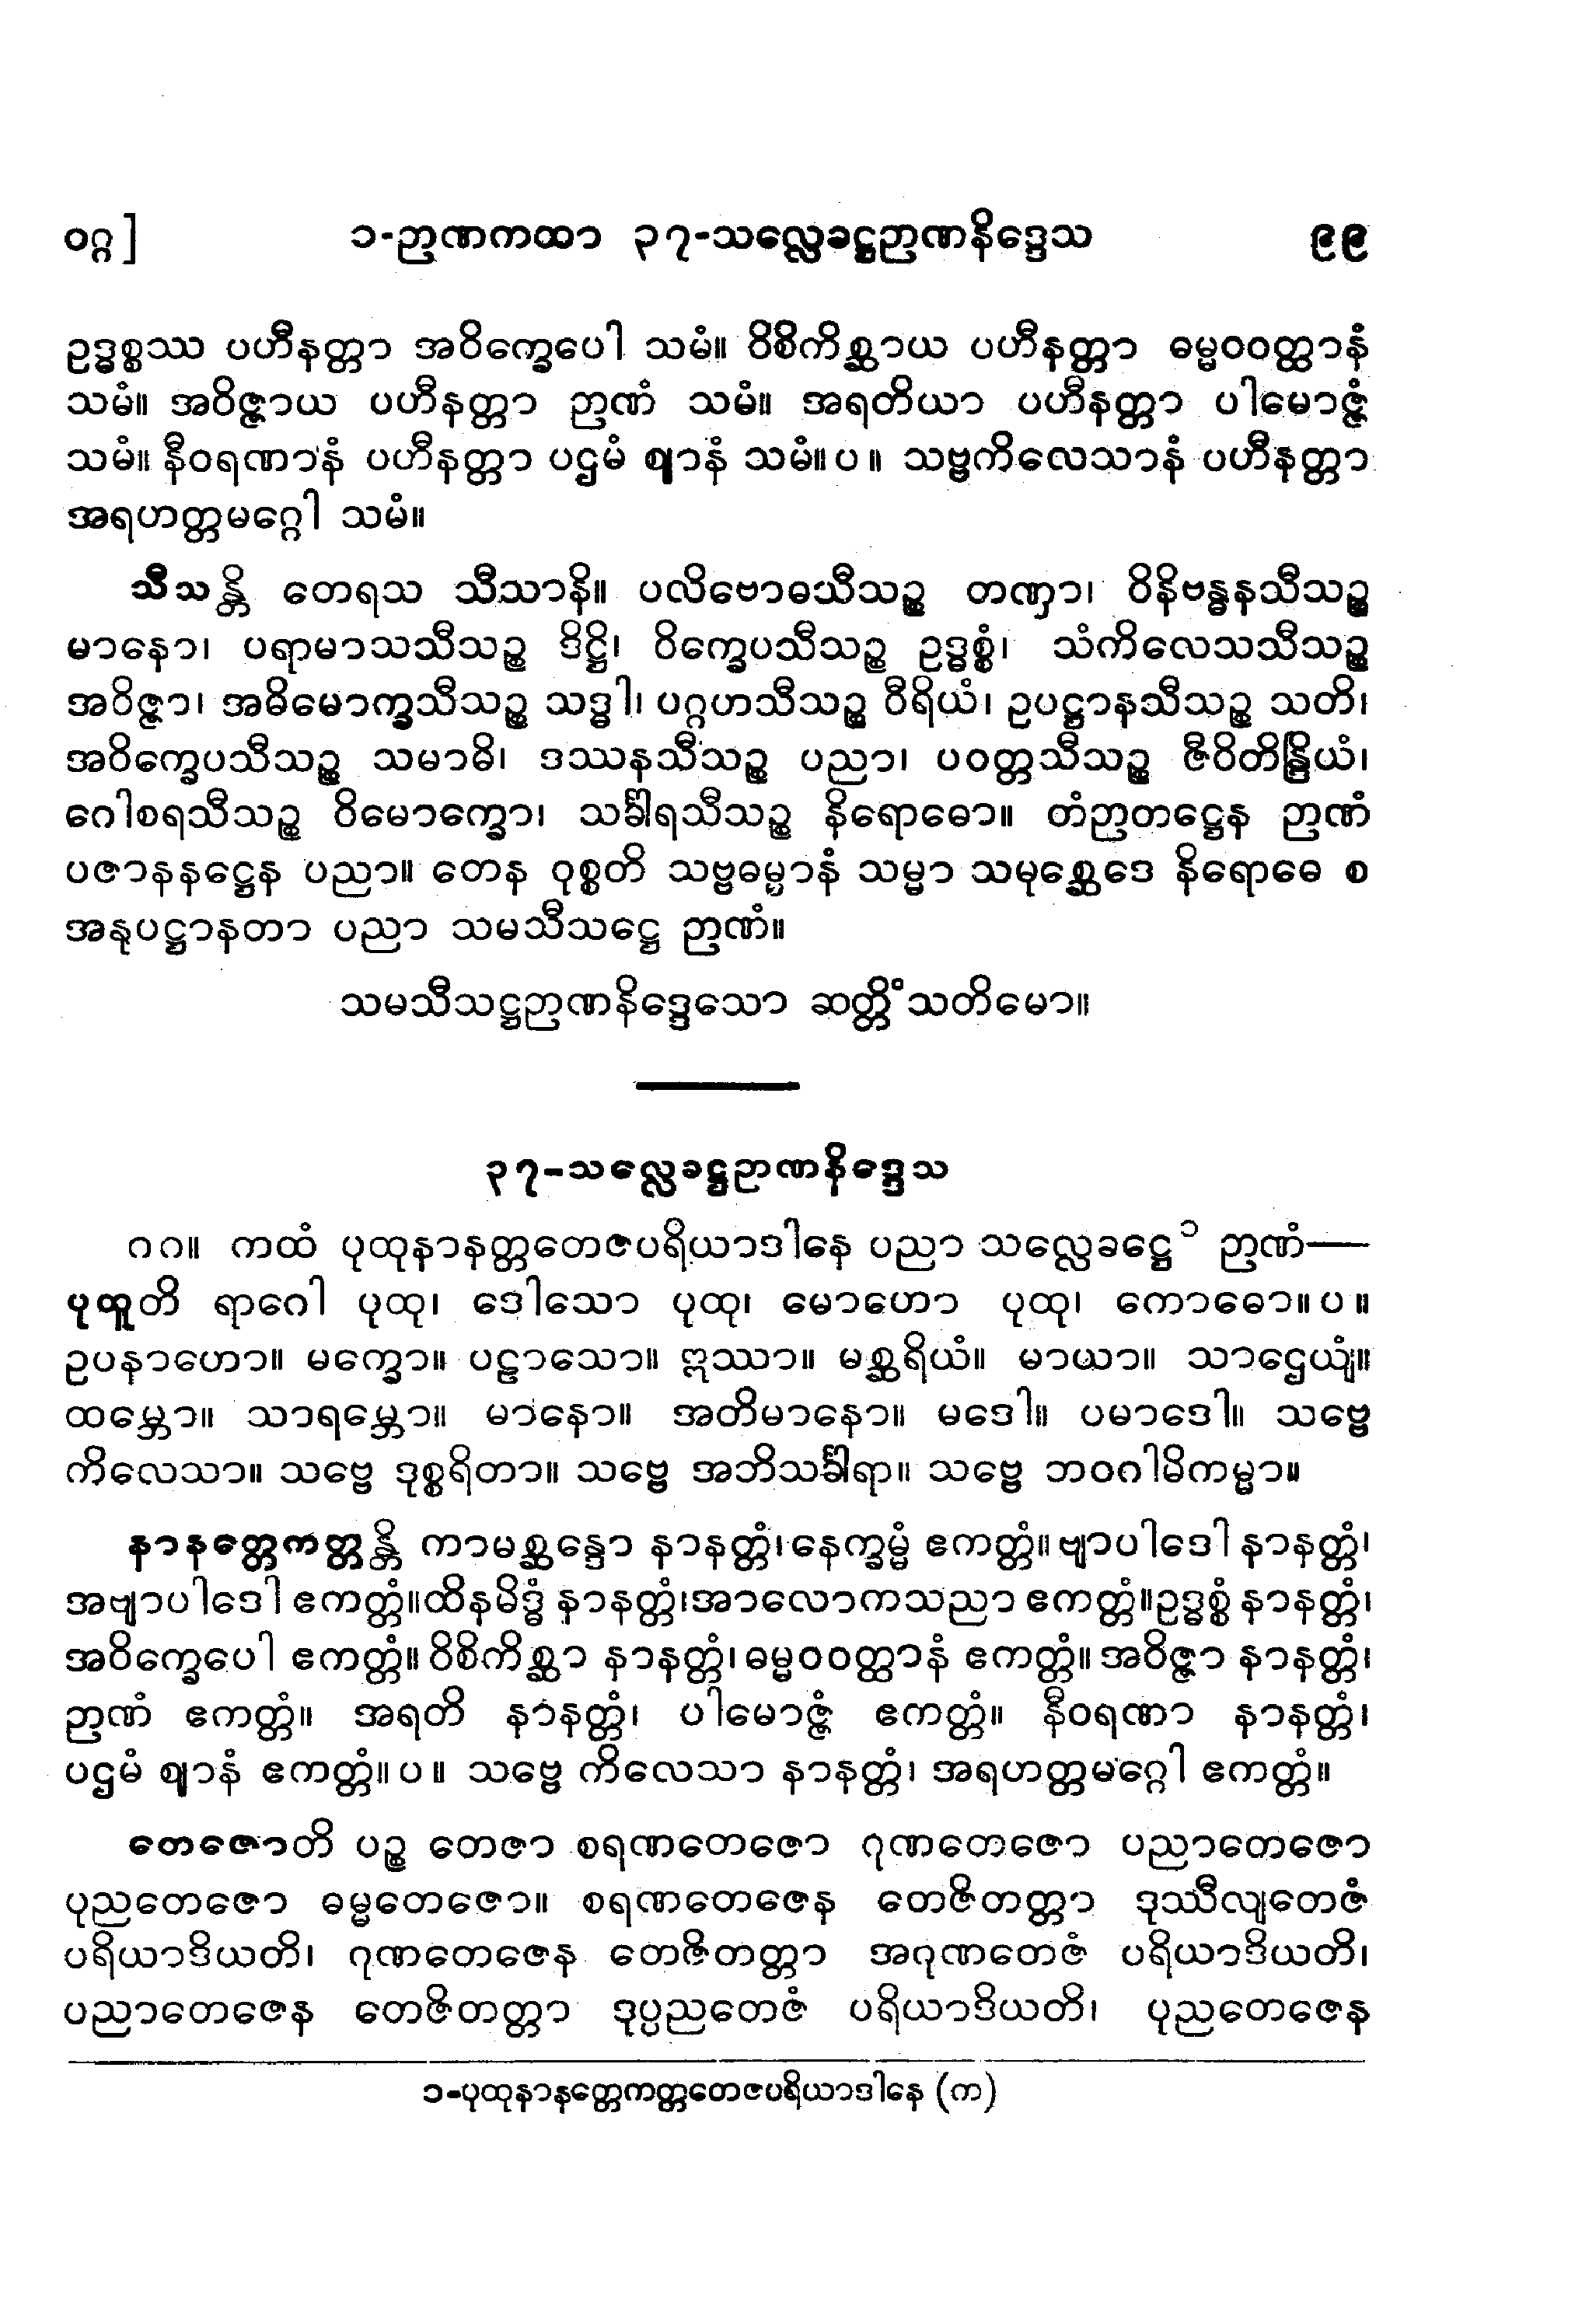 ဝဂ္ဂ]	၁-ဉာဏကထာ ၃၇-သလ္လေခဋ္ဌဉာဏနိဒ္ဒေသ	၉၉
ဥဒ္ဓစ္စဿ ပဟီနတ္တာ အဝိက္ခေပေါ သမံ။ ဝိစိကိစ္ဆာယ ပဟီနတ္တာ ဓမ္မဝဝတ္ထာနံ
သမံ။ အဝိဇ္ဇာယ ပဟီနတ္တာ ဉာဏံ သမံ။ အရတိယာ ပဟီနတ္တာ ပါမောဇ္ဇံ
သမံ။ နီဝရဏာနံ ပဟီနတ္တာ ပဌမံ ဈာနံ သမံ။ပ။ သဗ္ဗကိလေသာနံ ပဟီနတ္တာ
အရဟတ္တမဂ္ဂေါ သမံ။
သီသန္တိ တေရသ သီသာနိ။ ပလိဗောဓသီသဉ္စ တဏှာ၊ ဝိနိဗန္ဓနသီသဉ္စ
မာနော၊ ပရာမာသသီသဉ္စ ဒိဋ္ဌိ၊ ဝိက္ခေပသီသဉ္စ ဥဒ္ဓစ္စံ၊ သံကိလေသသီသဉ္စ
အဝိဇ္ဇာ၊ အဓိမောက္ခသီသဉ္စ သဒ္ဓါ၊ ပဂ္ဂဟသီသဉ္စ ဝီရိယံ၊ ဥပဋ္ဌာနသီသဉ္စ သတိ၊
အဝိက္ခေပသီသဉ္စ သမာဓိ၊ ဒဿနသီသဉ္စ ပညာ၊ ပဝတ္တသီသဉ္စ ဇီဝိတိန္ဒြိယံ၊
ဂေါစရသီသဉ္စ ဝိမောက္ခော၊ သင်္ခါရသီသဉ္စ နိရောဓော။ တံဉာတဋ္ဌေန ဉာဏံ
ပဇာနနဋ္ဌေန ပညာ။ တေန ဝုစ္စတိ သဗ္ဗဓမ္မာနံ သမ္မာ သမုစ္ဆေဒေ နိရောဓေ စ
အနုပဋ္ဌာနတာ ပညာ သမသီသဋ္ဌေ ဉာဏံ။
သမသီသဋ္ဌဉာဏနိဒ္ဒေသော ဆတ္တိံသတိမော။
၃၇-သလ္လေခဋ္ဌဉာဏနိဒ္ဒေသ
၈၈။ ကထံ ပုထုနာနတ္တတေဇပရိယာဒါနေ ပညာ သလ္လေခဋ္ဌေ ၁ ဉာဏံ—
ပုထူတိ ရာဂေါ ပုထု၊ ဒေါသော ပုထု၊ မောဟော ပုထု၊ ကောဓော။ပ။
ဥပနာဟော။ မက္ခော။ ပဠာသော။ ဣဿာ။ မစ္ဆရိယံ။ မာယာ။ သာဌေယျံ။
ထမ္ဘော။ သာရမ္ဘော။ မာနော။ အတိမာနော။ မဒေါ။ ပမာဒေါ။ သဗ္ဗေ
ကိလေသာ။ သဗ္ဗေ ဒုစ္စရိတာ။ သဗ္ဗေ အဘိသင်္ခါရာ။ သဗ္ဗေ ဘဝဂါမိကမ္မာ။
နာနတ္တေကတ္တန္တိ ကာမစ္ဆန္ဒော နာနတ္တံ၊ နေက္ခမ္မံ ဧကတ္တံ။ ဗျာပါဒေါ နာနတ္တံ၊
အဗျာပါဒေါ ဧကတ္တံ။ထိနမိဒ္ဓံ နာနတ္တံ၊အာလောကသညာ ဧကတ္တံ။ဥဒ္ဓစ္စံ နာနတ္တံ၊
အဝိက္ခေပေါ ဧကတ္တံ။ ဝိစိကိစ္ဆာ နာနတ္တံ၊ ဓမ္မဝဝတ္ထာနံ ဧကတ္တံ။ အဝိဇ္ဇာ နာနတ္တံ၊
ဉာဏံ ဧကတ္တံ။ အရတိ နာနတ္တံ၊ ပါမောဇ္ဇံ ဧကတ္တံ။ နီဝရဏာ နာနတ္တံ၊
ပဌမံ ဈာနံ ဧကတ္တံ။ပ။ သဗ္ဗေ ကိလေသာ နာနတ္တံ၊ အရဟတ္တမဂ္ဂေါ ဧကတ္တံ။
တေဇောတိ ပဉ္စ တေဇာ စရဏတေဇော ဂုဏတေဇော ပညာတေဇော
ပုညတေဇော ဓမ္မတေဇော။ စရဏတေဇေန တေဇိတတ္တာ ဒုဿီလျတေဇံ
ပရိယာဒိယတိ၊ ဂုဏတေဇေန တေဇိတတ္တာ အဂုဏတေဇံ ပရိယာဒိယတိ၊
ပညာတေဇေန တေဇိတတ္တာ ဒုပ္ပညတေဇံ ပရိယာဒိယတိ၊ ပုညတေဇေန
၁-ပုထုနာနတ္တေကတ္တတေဇပရိယာဒါနေ (က)